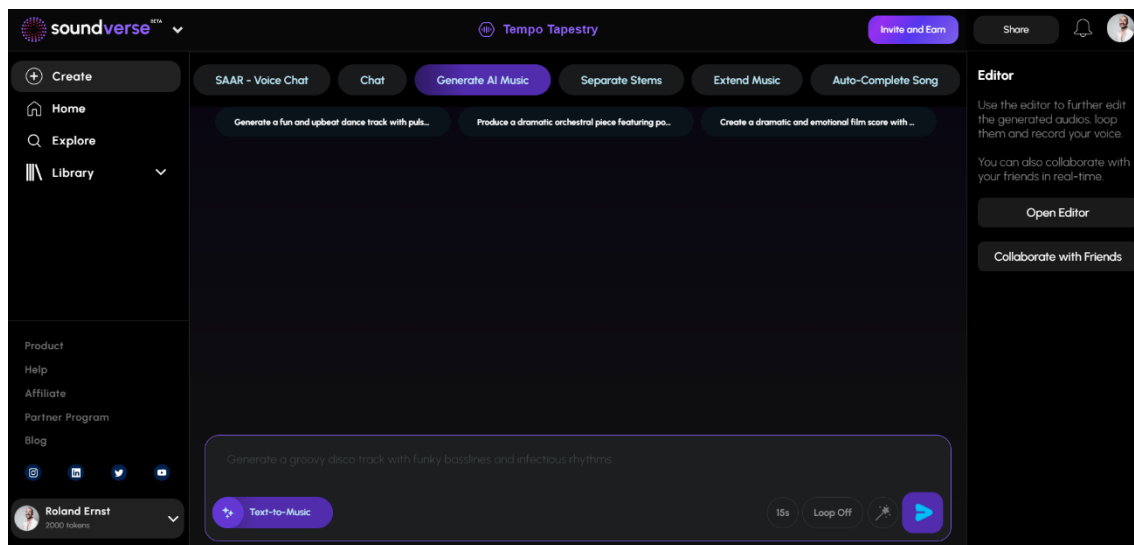 soundverse BETA
Tempo Tapestry
Invite and Earn
Share
Create
Home
Explore
Library
SAAR - Voice Chat
Chat
Generate AI Music
Separate Stems
Extend Music
Auto-Complete Song
Generate a fun and upbeat dance track with puls...
Produce a dramatic orchestral piece featuring po...
Create a dramatic and emotional film score with ...
Editor
Use the editor to further edit
the generated audios, loop
them and record your voice.
You can also collaborate with
your friends in real-time.
Open Editor
Collaborate with Friends
Product
Help
Affiliate
Partner Program
Blog
in
Roland Ernst
2000 tokens
Generate a groovy disco track with funky basslines and infectious rhythms.
Text-to-Music
15s
Loop Off